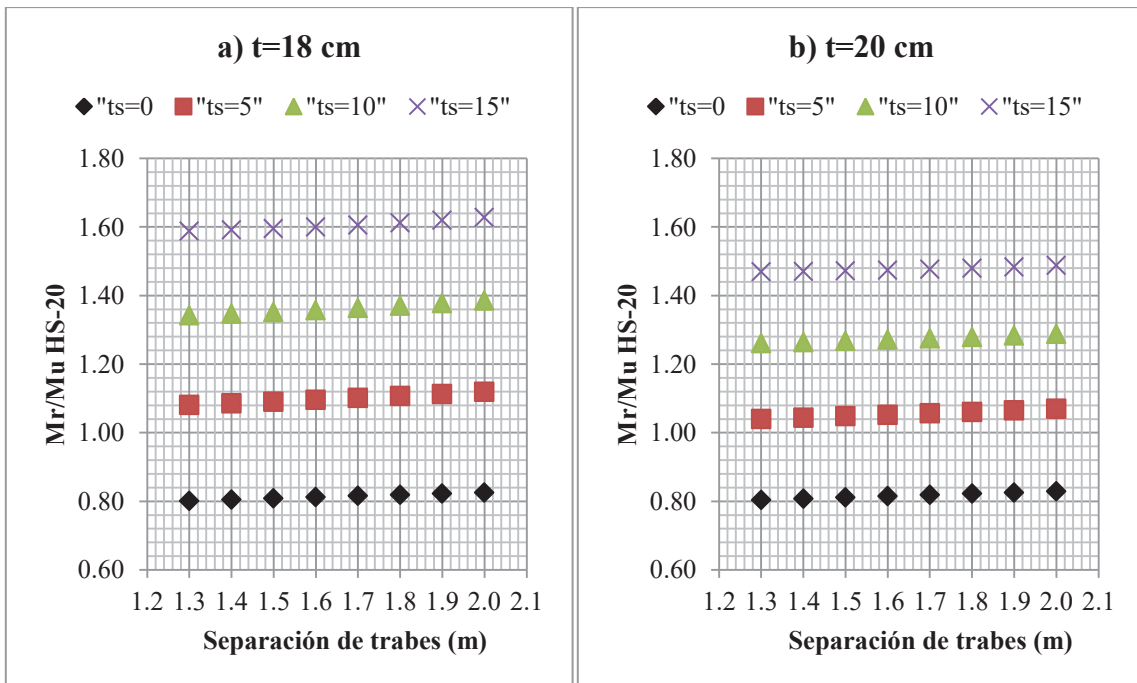 a) t=18 cm
"ts=0 "ts=5" "ts=10" "ts=15"
1.80
1.60
1.40
1.20
1.00
0.80
0.60
Mr/Mu HS-20
1.2 1.3 1.4 1.5 1.6 1.7 1.8 1.9 2.0 2.1
Separación de trabes (m)
b) t=20 cm
"ts=0 "ts=5" "ts=10" "ts=15"
1.80
1.60
1.40
1.20
1.00
0.80
0.60
Mr/Mu HS-20
1.2 1.3 1.4 1.5 1.6 1.7 1.8 1.9 2.0 2.1
Separación de trabes (m)